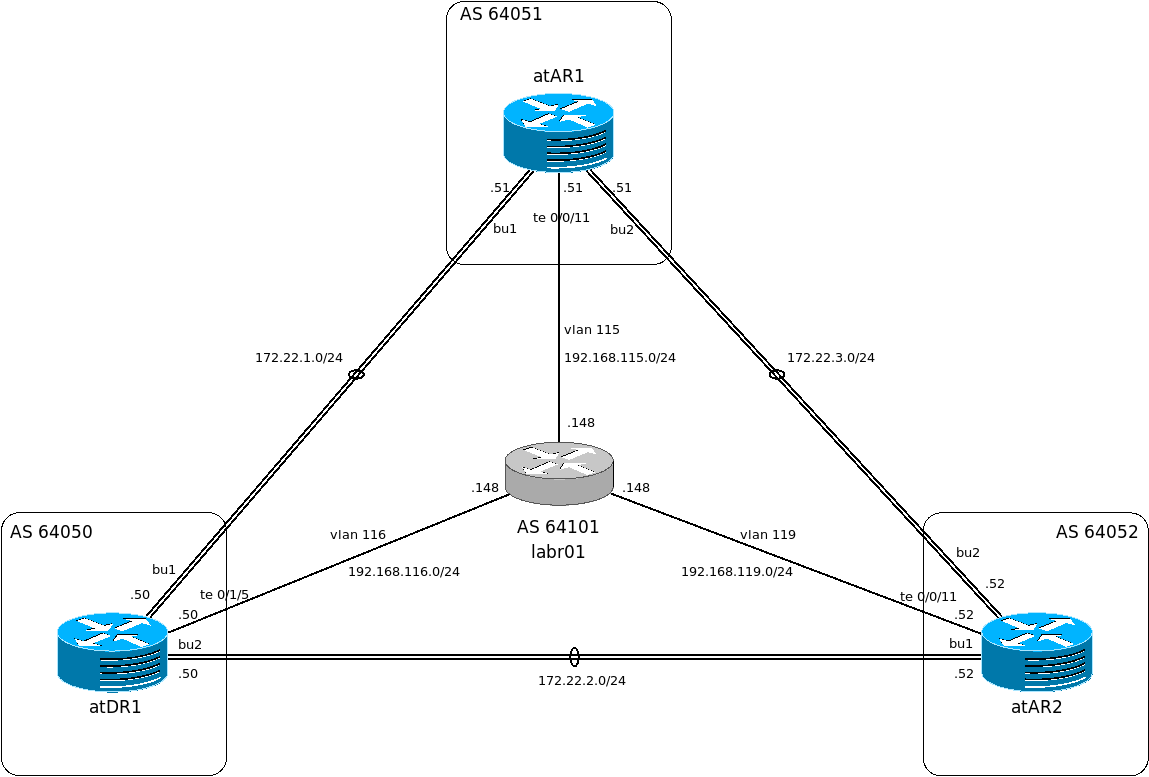 AS 64051
atAR1
.51
.51
.51
te 0/0/11
bu1
bu2
vlan 115
172.22.1.0/24
192.168.115.0/24
172.22.3.0/24
.148
.148
.148
AS 64101
labr01
AS 64050
AS 64052
vlan 116
vlan 119
192.168.116.0/24
192.168.119.0/24
bu1
bu2
.50
te 0/1/5
.52
te 0/0/11
.50
.52
bu2
bu1
.50
.52
172.22.2.0/24
atDR1
atAR2